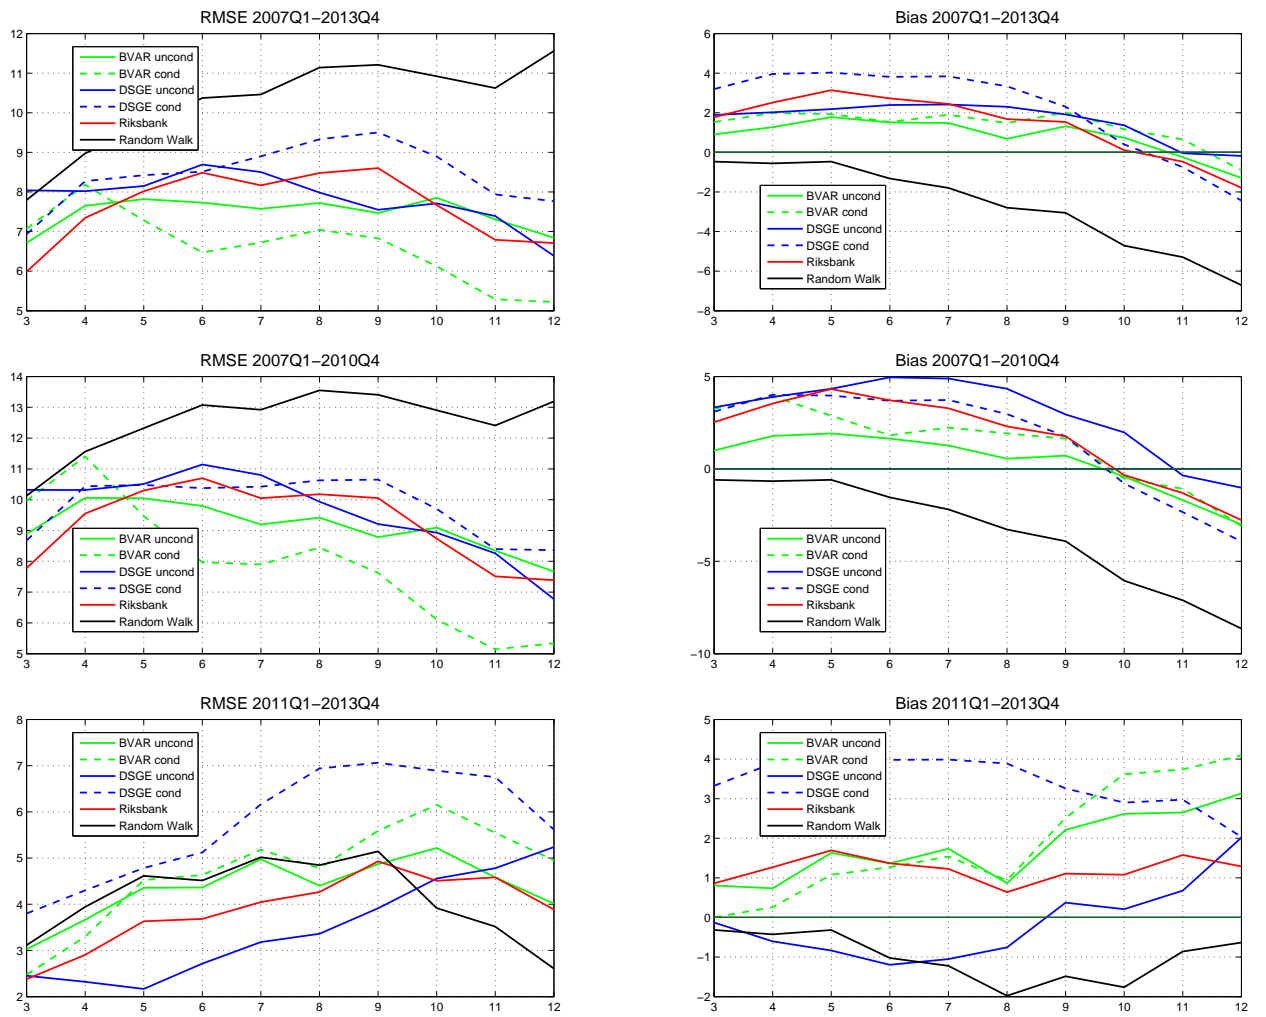 RMSE 2007Q1−2013Q4
12
11
10
9
8
7
6
5
3 4 5 6 7 8 9 10 11 12
BVAR uncond
BVAR cond
DSGE uncond
DSGE cond
Riksbank
Random Walk
Bias 2007Q1−2013Q4
6
4
2
0
−2
−4
−6
−8
3 4 5 6 7 8 9 10 11 12
BVAR uncond
BVAR cond
DSGE uncond
DSGE cond
Riksbank
Random Walk
RMSE 2007Q1−2010Q4
14
13
12
11
10
9
8
7
6
5
3 4 5 6 7 8 9 10 11 12
BVAR uncond
BVAR cond
DSGE uncond
DSGE cond
Riksbank
Random Walk
Bias 2007Q1−2010Q4
5
0
−5
−10
3 4 5 6 7 8 9 10 11 12
BVAR uncond
BVAR cond
DSGE uncond
DSGE cond
Riksbank
Random Walk
RMSE 2011Q1−2013Q4
8
7
6
5
4
3
2
3 4 5 6 7 8 9 10 11 12
BVAR uncond
BVAR cond
DSGE uncond
DSGE cond
Riksbank
Random Walk
Bias 2011Q1−2013Q4
5
4
3
2
1
0
−1
−2
3 4 5 6 7 8 9 10 11 12
BVAR uncond
BVAR cond
DSGE uncond
DSGE cond
Riksbank
Random Walk